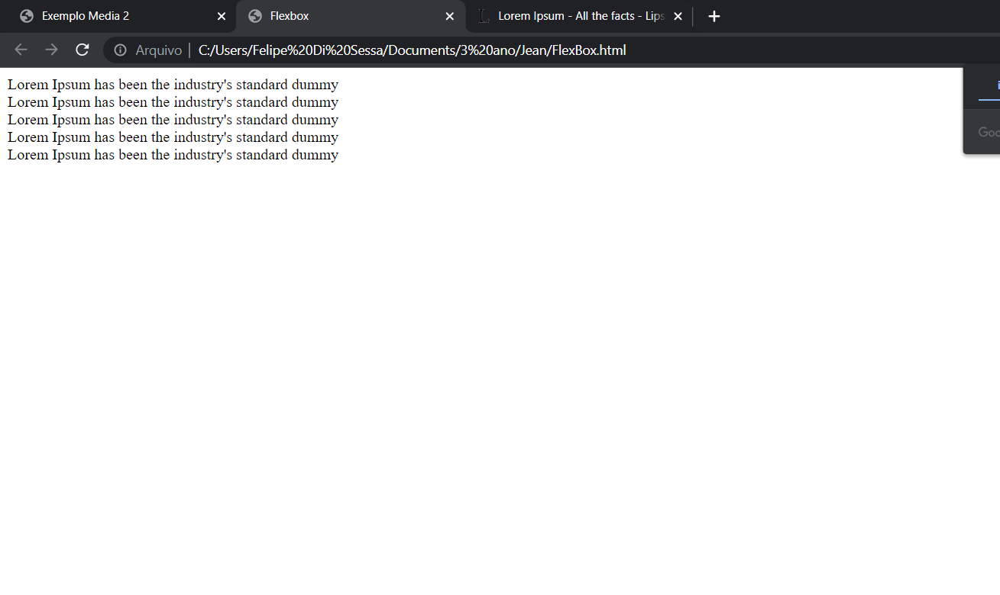 Exemplo Media 2
Flexbox
Lorem Ipsum - All the facts - Lips
Arquivo | C:/Users/Felipe%20Di%20Sessa/Documents/3%20ano/Jean/FlexBox.html
Lorem Ipsum has been the industry's standard dummy
Lorem Ipsum has been the industry's standard dummy
Lorem Ipsum has been the industry's standard dummy
Lorem Ipsum has been the industry's standard dummy
Lorem Ipsum has been the industry's standard dummy